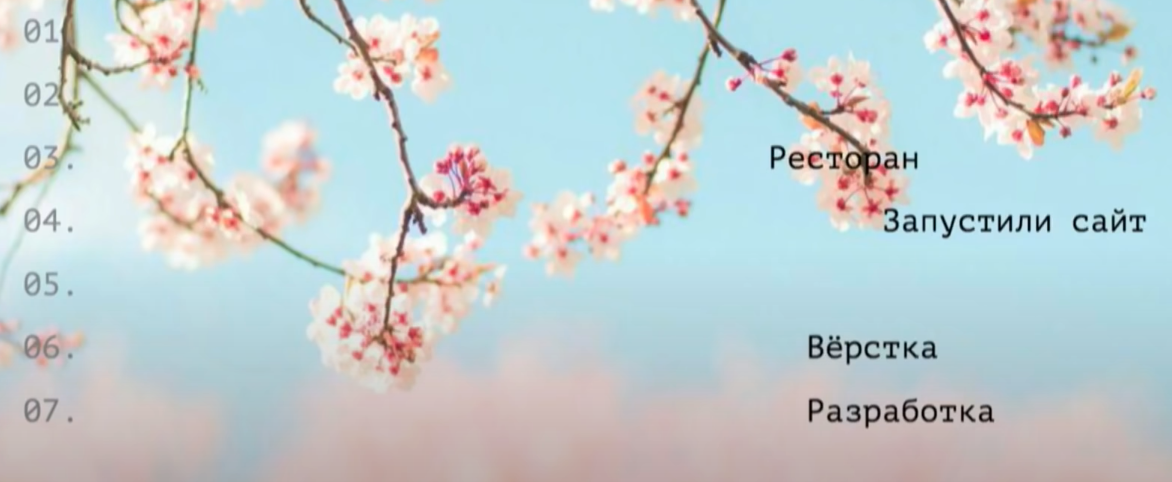 01.
02.
03. Ресторан
04. Запустили сайт
05.
06. Вёрстка
07. Разработка